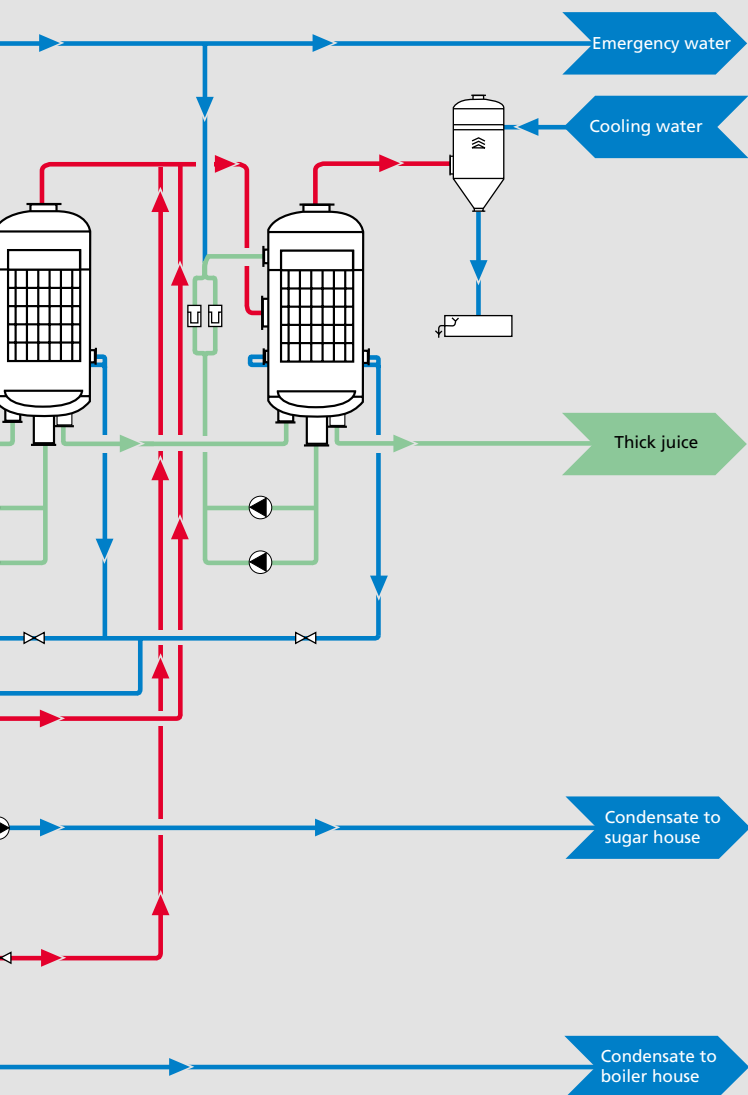 Emergency water
Cooling water
Thick juice
Condensate to
sugar house
Condensate to
boiler house